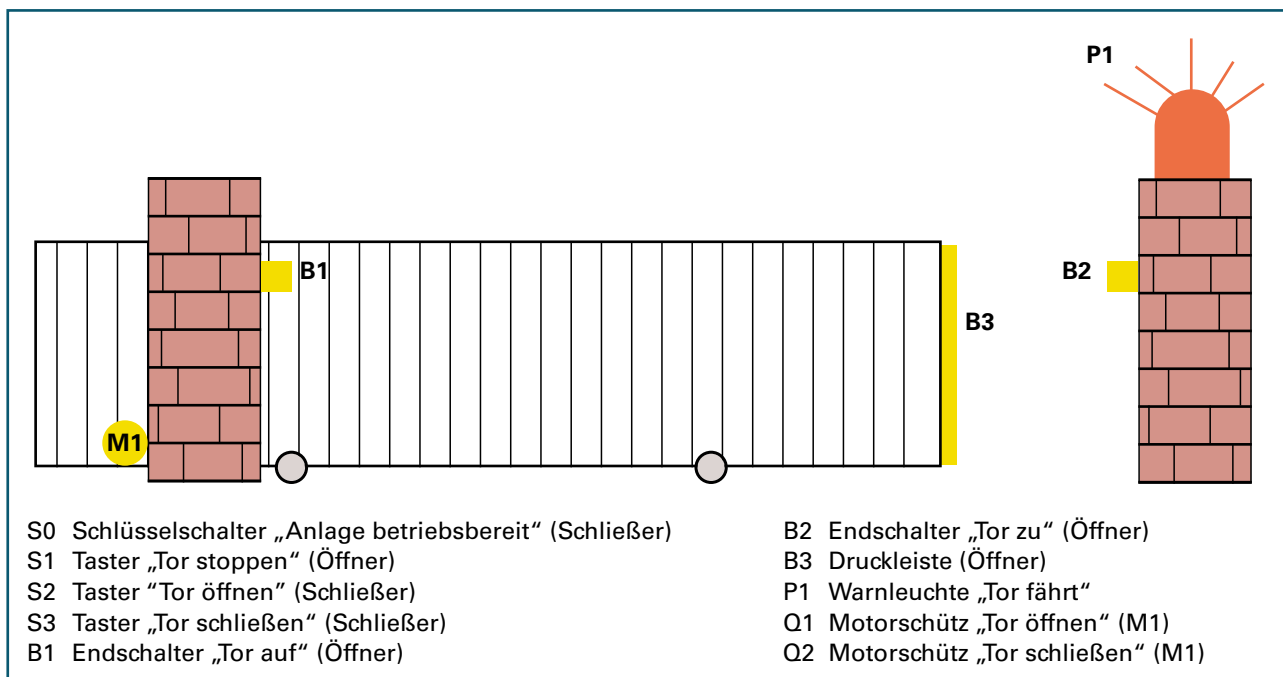 P1
B1
B2
B3
M1
S0 Schlüsselschalter „Anlage betriebsbereit“ (Schließer)
S1 Taster „Tor stoppen“ (Öffner)
S2 Taster “Tor öffnen” (Schließer)
S3 Taster „Tor schließen“ (Schließer)
B1 Endschalter „Tor auf“ (Öffner)
B2 Endschalter „Tor zu“ (Öffner)
B3 Druckleiste (Öffner)
P1 Warnleuchte „Tor fährt“
Q1 Motorschütz „Tor öffnen“ (M1)
Q2 Motorschütz „Tor schließen“ (M1)